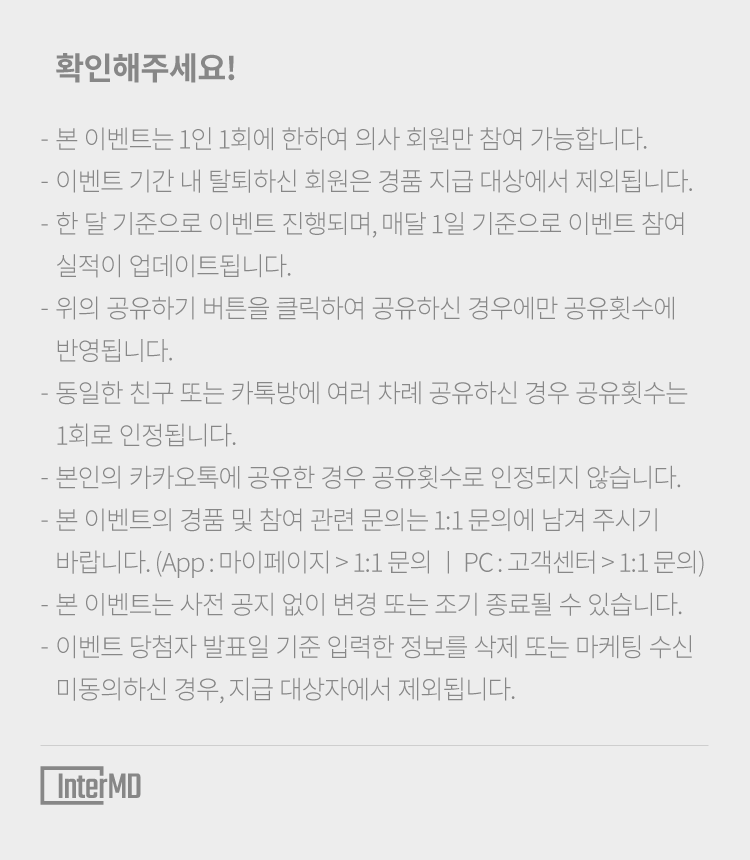 확인해주세요!
- 본 이벤트는 1인 1회에 한하여 의사 회원만 참여 가능합니다.
- 이벤트 기간 내 탈퇴하신 회원은 경품 지급 대상에서 제외됩니다.
- 한 달 기준으로 이벤트 진행되며, 매달 1일 기준으로 이벤트 참여
실적이 업데이트됩니다.
- 위의 공유하기 버튼을 클릭하여 공유하신 경우에만 공유횟수에
반영됩니다.
- 동일한 친구 또는 카톡방에 여러 차례 공유하신 경우 공유횟수는
1회로 인정됩니다.
- 본인의 카카오톡에 공유한 경우 공유횟수로 인정되지 않습니다.
- 본 이벤트의 경품 및 참여 관련 문의는 1:1 문의에 남겨 주시기
바랍니다. (App : 마이페이지 > 1:1 문의 ㅣ PC : 고객센터 > 1:1 문의)
- 본 이벤트는 사전 공지 없이 변경 또는 조기 종료될 수 있습니다.
- 이벤트 당첨자 발표일 기준 입력한 정보를 삭제 또는 마케팅 수신
미동의하신 경우, 지급 대상자에서 제외됩니다.
InterMD